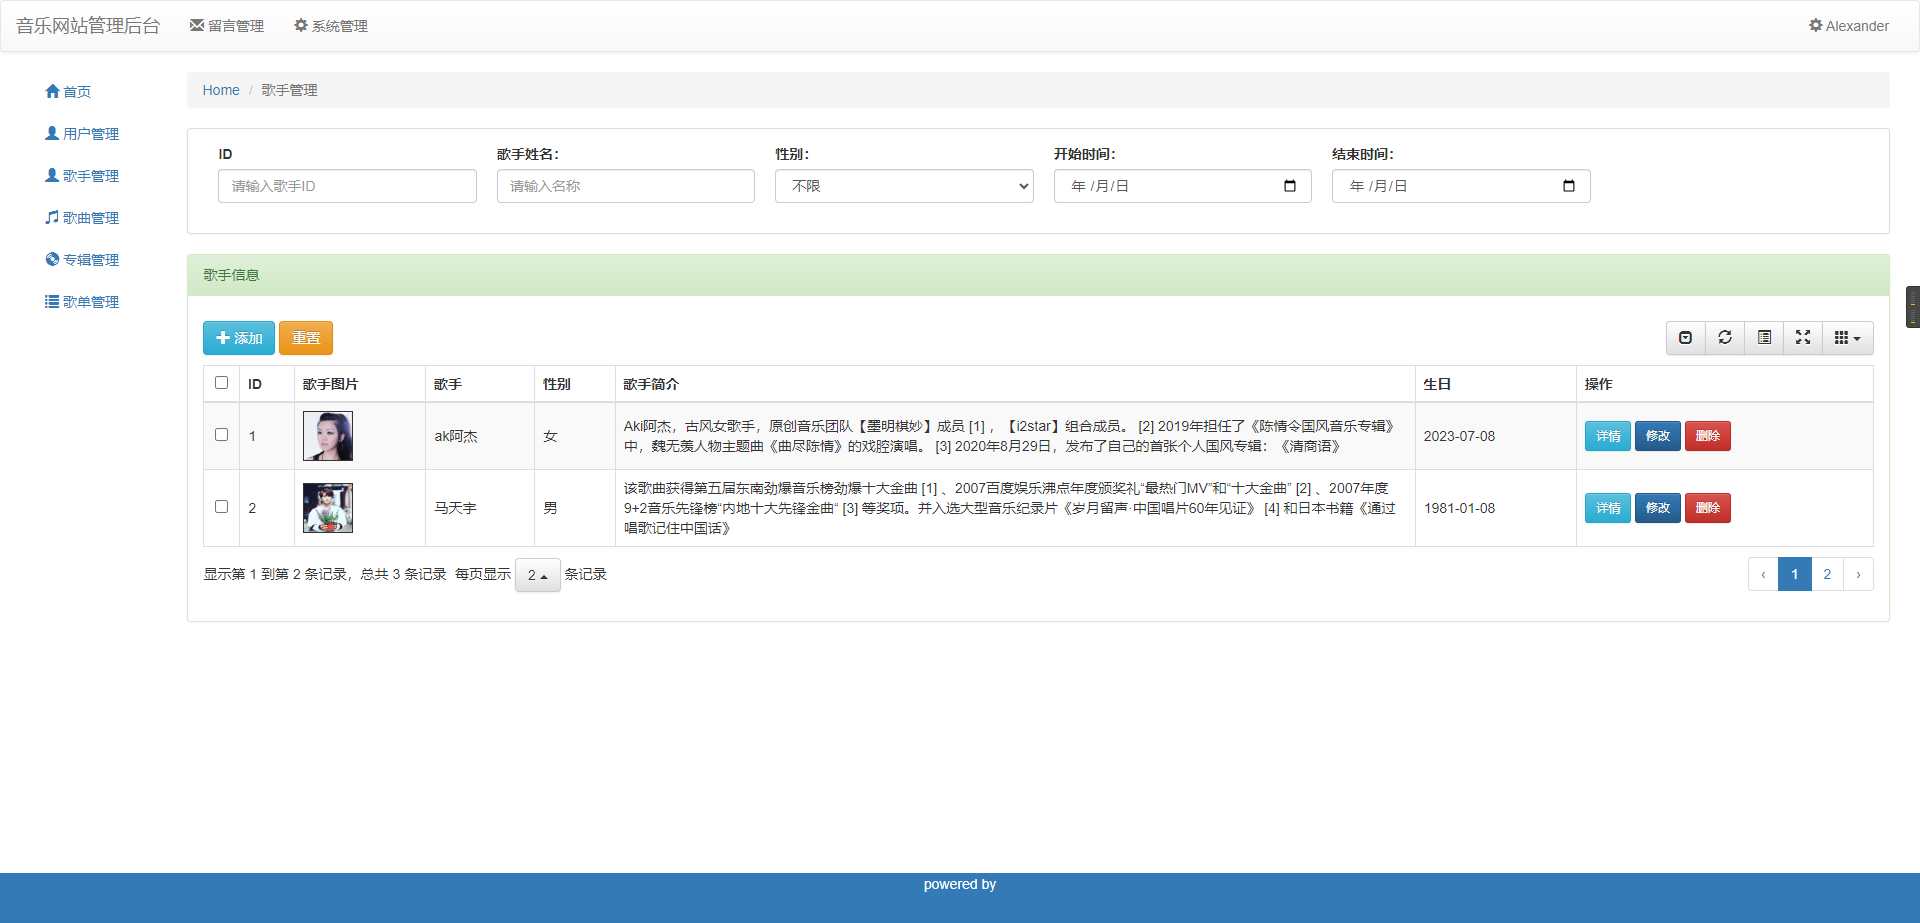 音乐网站管理后台 留言管理 系统管理 Alexander
首页
用户管理
歌手管理
歌曲管理
专辑管理
歌单管理
Home / 歌手管理
ID 歌手姓名： 性别： 开始时间： 结束时间：
请输入歌手ID 请输入名称 不限 年 /月/日 年 /月/日
歌手信息
添加 重置
ID 歌手图片 歌手 性别 歌手简介 生日 操作
1 ak阿杰 女 Aki阿杰，古风女歌手，原创音乐团队【墨明棋妙】成员 [1] ，【i2star】组合成员。 [2] 2019年担任了《陈情令国风音乐专辑》
中，魏无羡人物主题曲《曲尽陈情》的戏腔演唱。 [3] 2020年8月29日，发布了自己的首张个人国风专辑：《清商语》 2023-07-08 详情 修改 删除
2 马天宇 男 该歌曲获得第五届东南劲爆音乐榜劲爆十大金曲 [1] 、2007百度娱乐沸点年度颁奖礼“最热门MV”和“十大金曲” [2] 、2007年度
9+2音乐先锋榜“内地十大先锋金曲“ [3] 等奖项。并入选大型音乐纪录片《岁月留声·中国唱片60年见证》 [4] 和日本书籍《通过
唱歌记住中国话》 1981-01-08 详情 修改 删除
显示第 1 到第 2 条记录，总共 3 条记录 每页显示 2 条记录 ‹ 1 2 ›
powered by